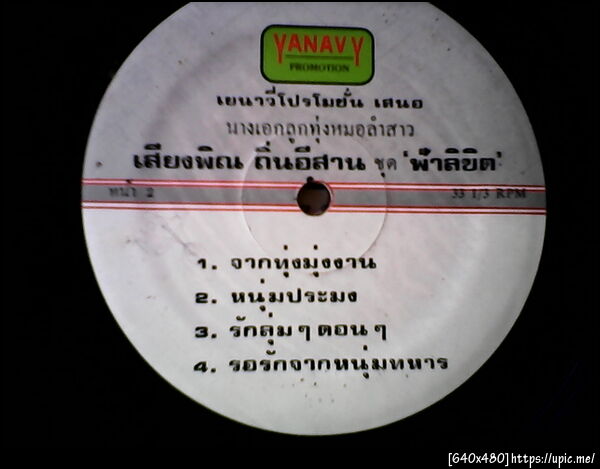 YANAVY
PROMOTION
เยนาวี่โปรโมชั่น เสนอ
นางเอกลูกทุ่งหมอลำสาว
เสียงพิณ ถิ่นอีสาน ชุด 'ฟ้าลิขิต'
หน้า 2 33 1/3 RPM
1. จากทุ่งมุ่งงาน
2. หนุ่มประมง
3. รักลุ่มๆ ดอนๆ
4. รอรักจากหนุ่มทหาร
[640x480]https://upic.me/